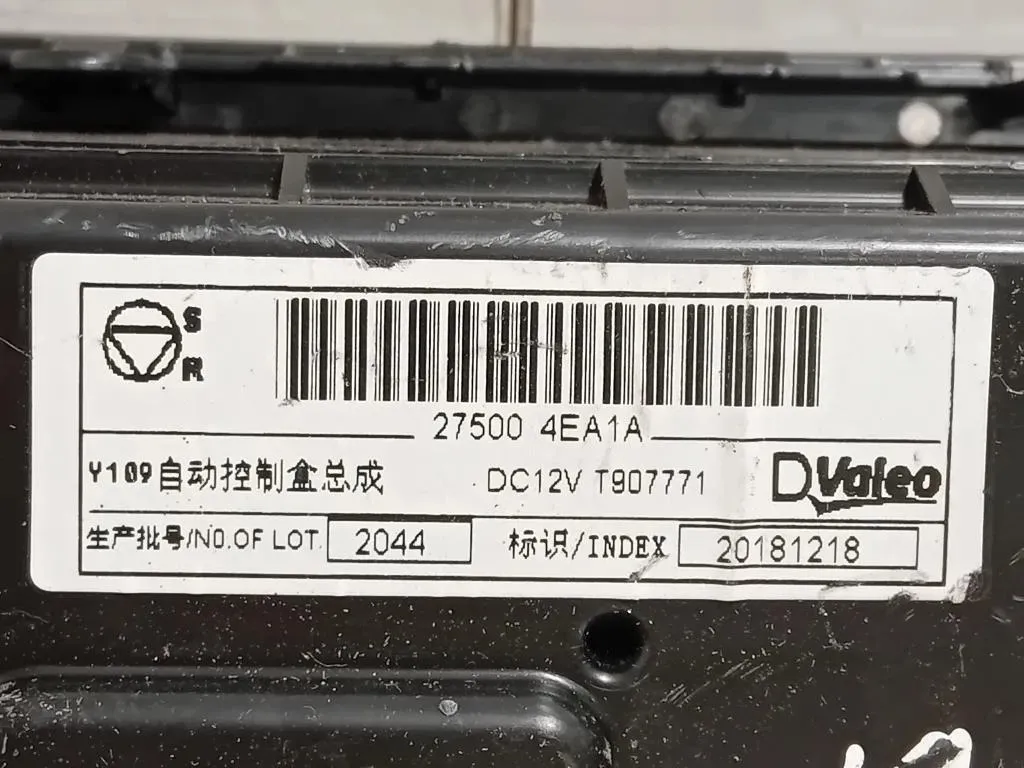 S
R
27500 4EA1A
Y109自动控制盒总成 DC12V T907771 Valeo
生产批号/NO.OF LOT 2044 标识/INDEX 20181218